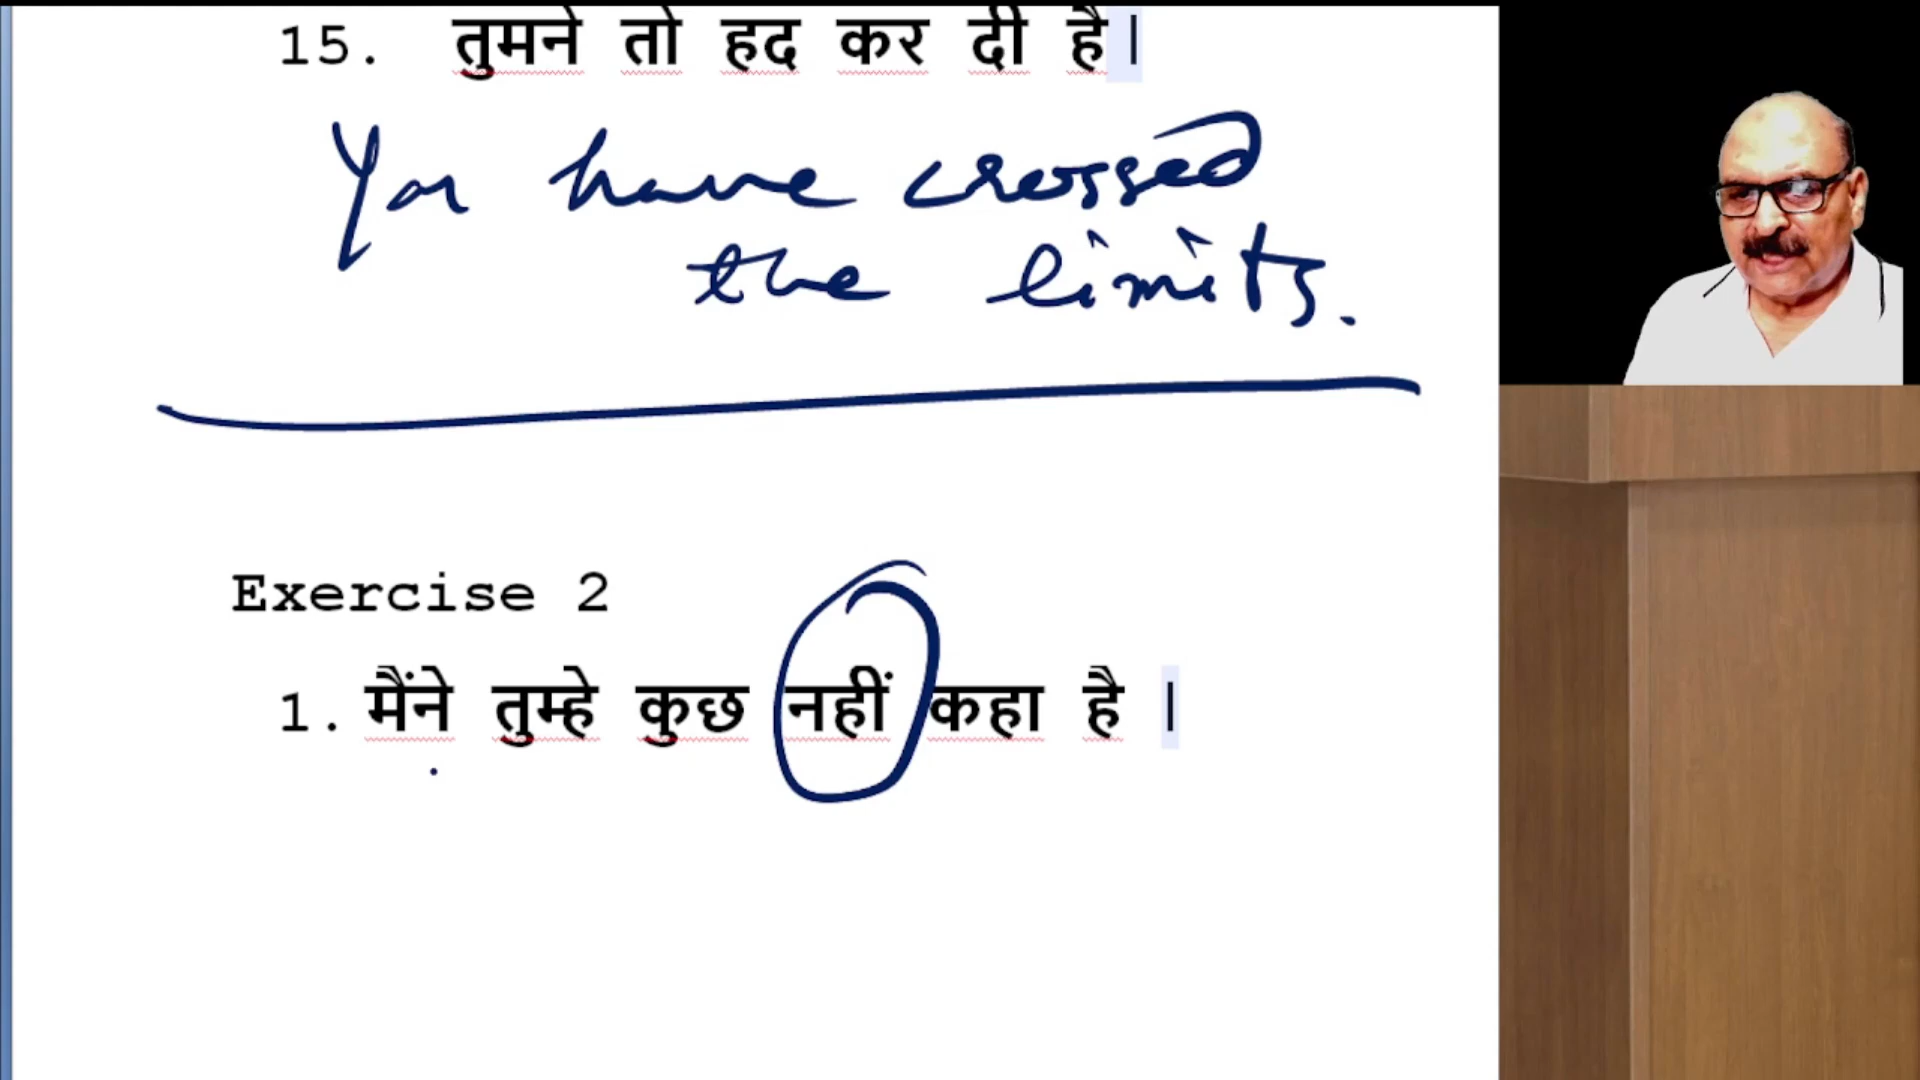 15. तुमने तो हद कर दी है।
You have crossed
the limits.
Exercise 2
1. मैंने तुम्हे कुछ नहीं कहा है ।